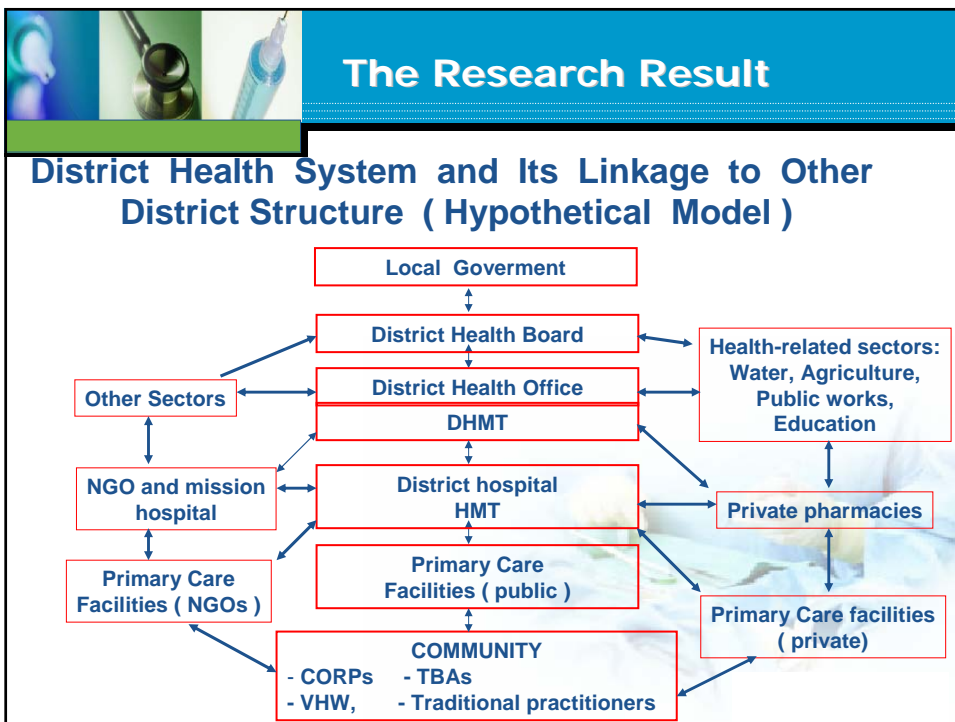 The Research Result
District Health System and Its Linkage to Other
District Structure ( Hypothetical Model )
Local Goverment
District Health Board
Health-related sectors:
Water, Agriculture,
Public works,
Education
Other Sectors
District Health Office
DHMT
NGO and mission
hospital
District hospital
HMT
Private pharmacies
Primary Care
Facilities ( NGOs )
Primary Care
Facilities ( public )
Primary Care facilities
( private)
COMMUNITY
- CORPs - TBAs
- VHW, - Traditional practitioners